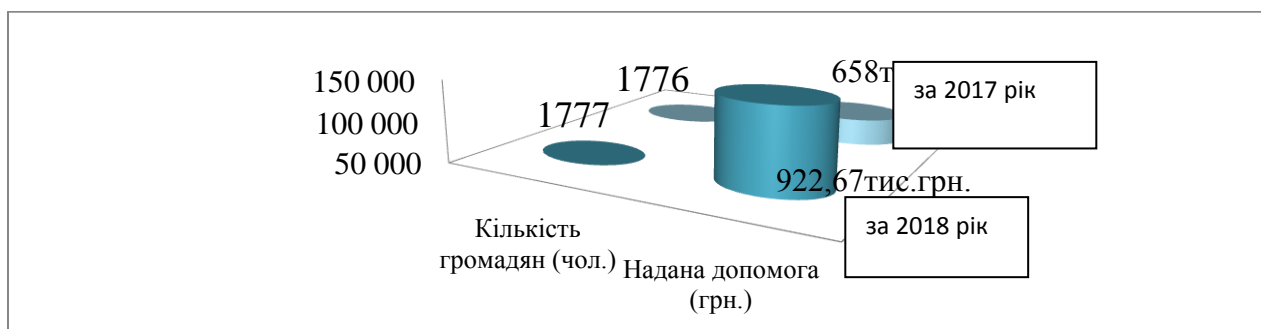 150 000
100 000
50 000
1777
1776
658т
за 2017 рік
922,67тис.грн.
за 2018 рік
Кількість
громадян (чол.)
Надана допомога
(грн.)